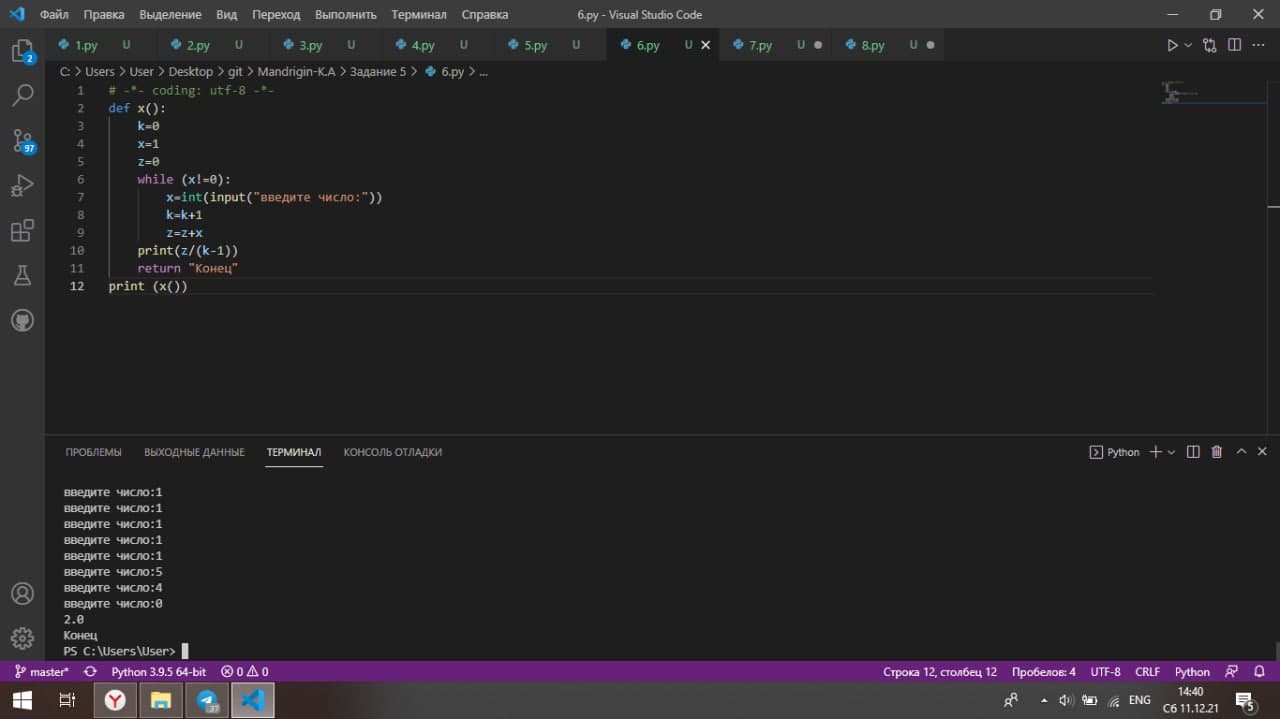 Файл Правка Выделение Вид Переход Выполнить Терминал Справка 6.py - Visual Studio Code
1.py U 2.py U 3.py U 4.py U 5.py U 6.py U 7.py U 8.py U
C: > Users > User > Desktop > git > Mandrigin-K.A > Задание 5 > 6.py > ...
1 # -*- coding: utf-8 -*-
2 def x():
3 k=0
4 x=1
5 z=0
6 while (x!=0):
7 x=int(input("введите число:"))
8 k=k+1
9 z=z+x
10 print(z/(k-1))
11 return "Конец"
12 print (x())
2
97
ПРОБЛЕМЫ ВЫХОДНЫЕ ДАННЫЕ ТЕРМИНАЛ КОНСОЛЬ ОТЛАДКИ Python
введите число:1
введите число:1
введите число:1
введите число:1
введите число:1
введите число:5
введите число:4
введите число:0
2.0
Конец
PS C:\Users\User>
master* Python 3.9.5 64-bit 0 0 Строка 12, столбец 12 Пробелов: 4 UTF-8 CRLF Python
37 ENG 14:40
Сб 11.12.21 5